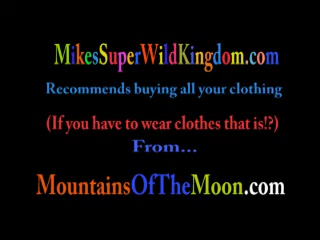 MikesSuperWildKingdom.com
Recommends buying all your clothing
(If you have to wear clothes that is!?)
From...
MountainsOfTheMoon.com